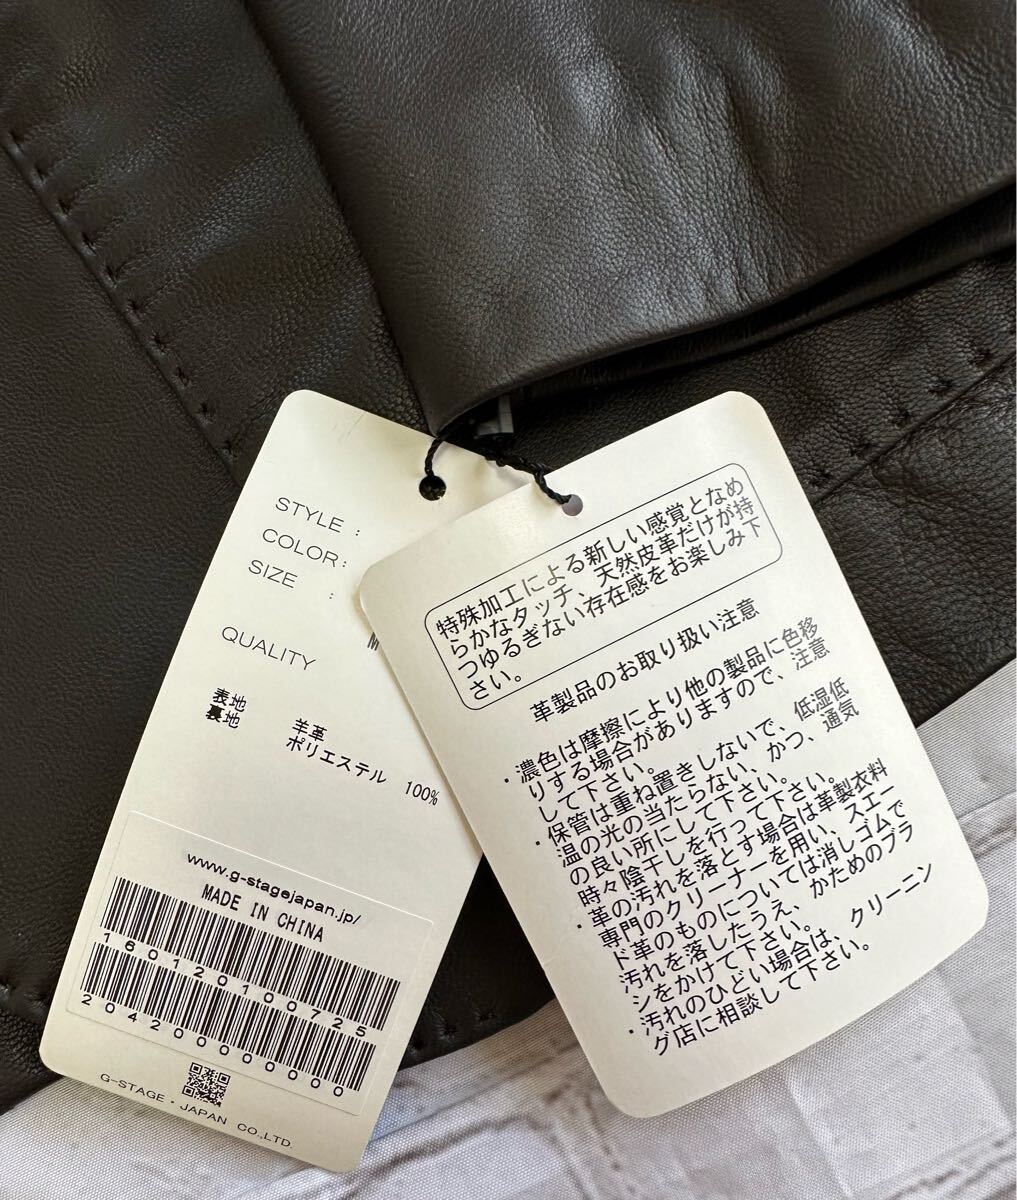 STYLE :
COLOR :
SIZE :
QUALITY
表地 羊革
裏地 ポリエステル 100%
www.g-stagejapan.jp/
MADE IN CHINA
160120100725
2042000000000
G-STAGE・JAPAN CO.,LTD.
特殊加工による新しい感覚となめ
らかなタッチ、天然皮革だけが持
つゆるぎない存在感をお楽しみ下
さい。
革製品のお取り扱い注意
・濃色は摩擦により他の製品に色移
りする場合がありますので、注意
して下さい。
・保管は重ね置きしないで、低湿低
温の光の当たらない、かつ、通気
の良い所にして下さい。
時々陰干しを行って下さい。
・革の汚れを落とす場合は革製衣料
専門のクリーナーを用い、スエー
ド革のものについては消しゴムで
汚れを落したうえ、かためのブラ
シをかけて下さい。
・汚れのひどい場合は、クリーニン
グ店に相談して下さい。